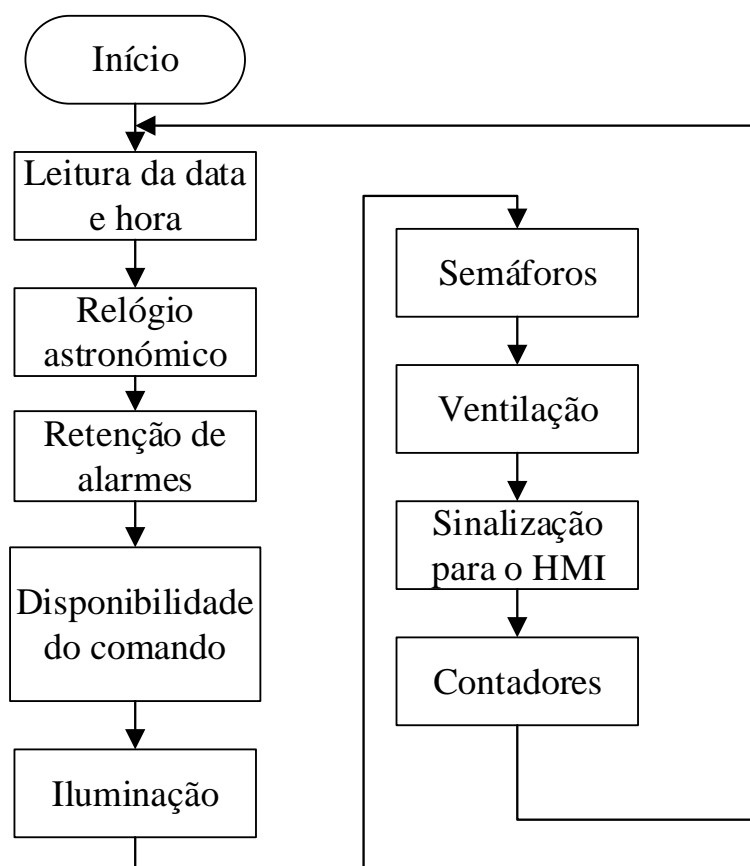 Início
Leitura da data
e hora
Relógio
astronómico
Retenção de
alarmes
Disponibilidade
do comando
Iluminação
Semáforos
Ventilação
Sinalização
para o HMI
Contadores